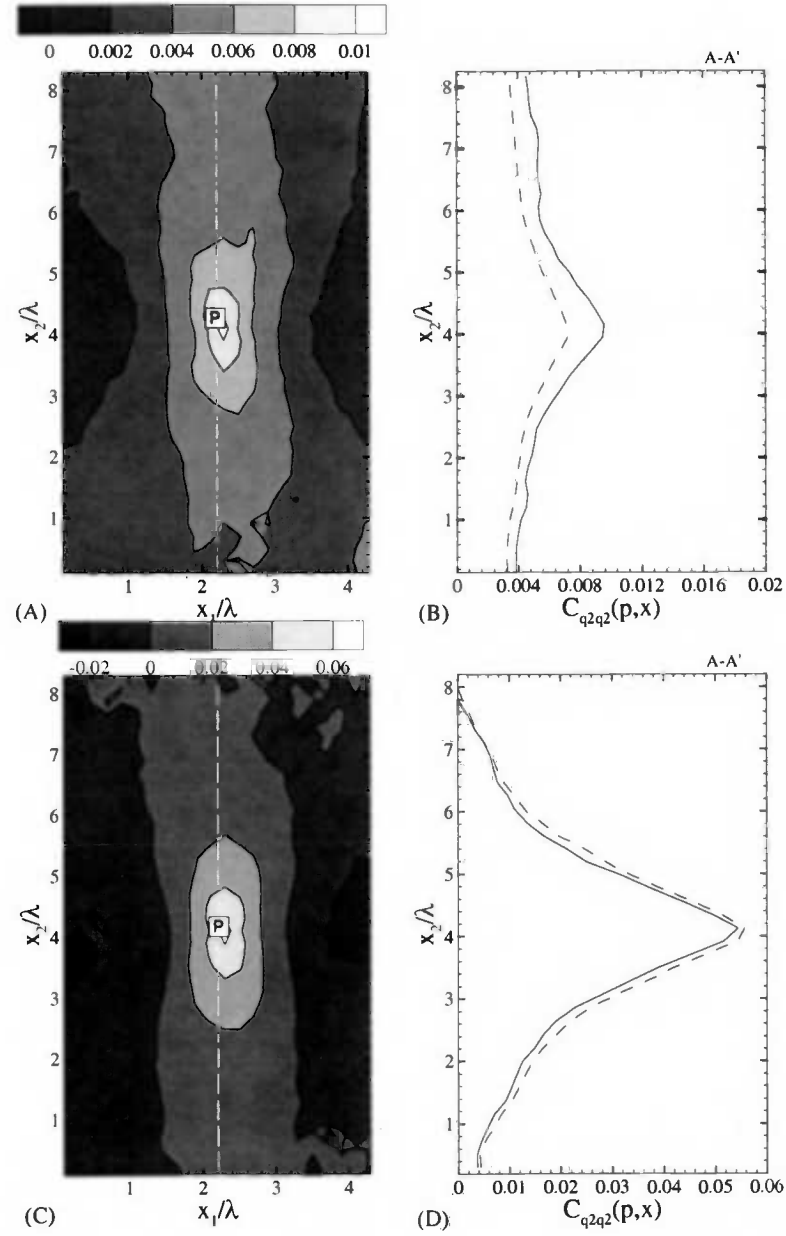 0 0.002 0.004 0.006 0.008 0.01
8
7
6
5
4
3
2
1
x₂/λ
P
1 2 3 4
x₁/λ
(A)
A-A'
8
7
6
5
4
3
2
1
x₂/λ
0 0.004 0.008 0.012 0.016 0.02
C_q2q2(p,x)
(B)
-0.02 0 0.02 0.04 0.06
8
7
6
5
4
3
2
1
x₂/λ
P
1 2 3 4
x₁/λ
(C)
A-A'
8
7
6
5
4
3
2
1
x₂/λ
0 0.01 0.02 0.03 0.04 0.05 0.06
C_q2q2(p,x)
(D)